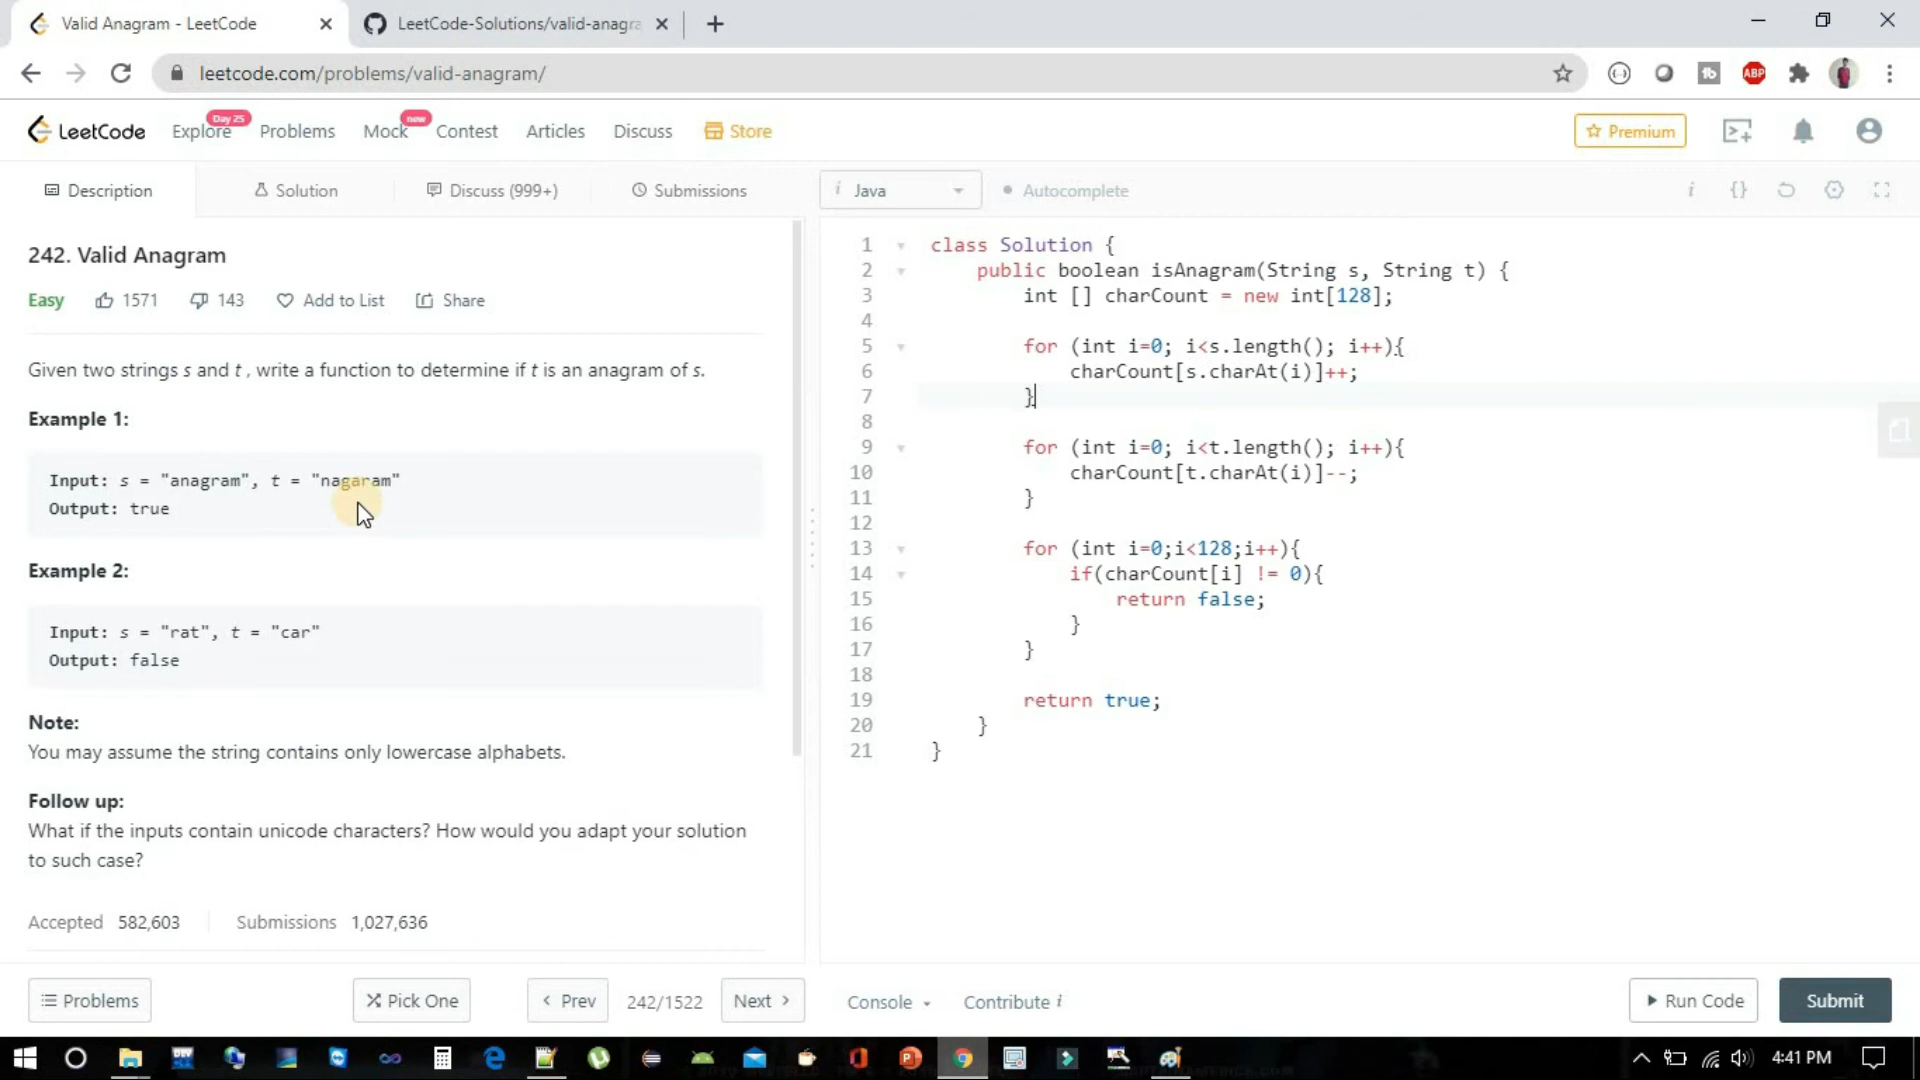 Valid Anagram - LeetCode
LeetCode-Solutions/valid-anagra
leetcode.com/problems/valid-anagram/
ABP
LeetCode
Explore
Day 25
Problems
Mock
new
Contest
Articles
Discuss
Store
Premium
Description
Solution
Discuss (999+)
Submissions
i Java
Autocomplete
i {}
242. Valid Anagram
Easy 1571 143 Add to List Share
Given two strings s and t , write a function to determine if t is an anagram of s.
Example 1:
Input: s = "anagram", t = "nagaram"
Output: true
Example 2:
Input: s = "rat", t = "car"
Output: false
Note:
You may assume the string contains only lowercase alphabets.
Follow up:
What if the inputs contain unicode characters? How would you adapt your solution
to such case?
Accepted 582,603 Submissions 1,027,636
Problems
Pick One
Prev
242/1522
Next
1 class Solution {
2 public boolean isAnagram(String s, String t) {
3 int [] charCount = new int[128];
4
5 for (int i=0; i<s.length(); i++){
6 charCount[s.charAt(i)]++;
7 }
8
9 for (int i=0; i<t.length(); i++){
10 charCount[t.charAt(i)]--;
11 }
12
13 for (int i=0;i<128;i++){
14 if(charCount[i] != 0){
15 return false;
16 }
17 }
18
19 return true;
20 }
21 }
Console
Contribute i
Run Code
Submit
4:41 PM